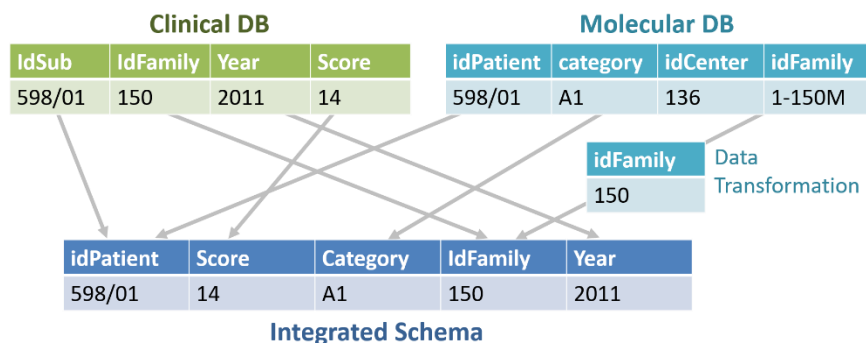 Clinical DB
Molecular DB
IdSub IdFamily Year Score
598/01 150 2011 14
idPatient category idCenter idFamily
598/01 A1 136 1-150M
idFamily
150
Data
Transformation
idPatient Score Category IdFamily Year
598/01 14 A1 150 2011
Integrated Schema